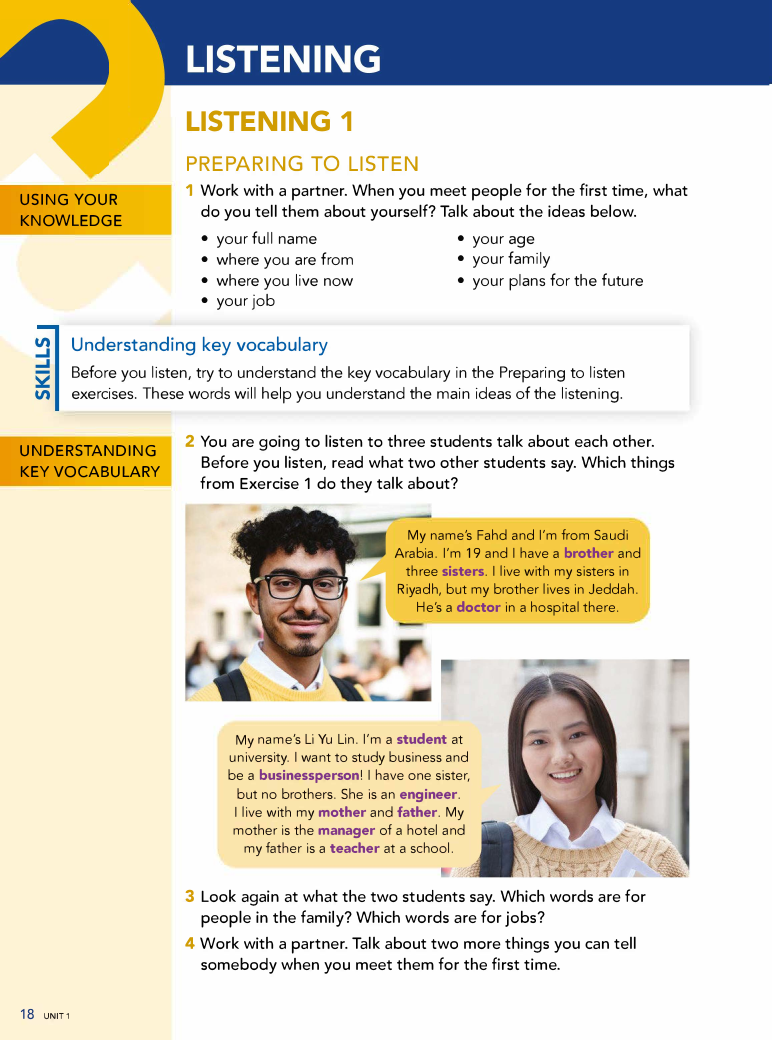 LISTENING
LISTENING 1
PREPARING TO LISTEN
USING YOUR
KNOWLEDGE
1 Work with a partner. When you meet people for the first time, what
do you tell them about yourself? Talk about the ideas below.
• your full name
• where you are from
• where you live now
• your job
• your age
• your family
• your plans for the future
SKILLS
Understanding key vocabulary
Before you listen, try to understand the key vocabulary in the Preparing to listen
exercises. These words will help you understand the main ideas of the listening.
UNDERSTANDING
KEY VOCABULARY
2 You are going to listen to three students talk about each other.
Before you listen, read what two other students say. Which things
from Exercise 1 do they talk about?
My name's Fahd and I'm from Saudi
Arabia. I'm 19 and I have a brother and
three sisters. I live with my sisters in
Riyadh, but my brother lives in Jeddah.
He's a doctor in a hospital there.
My name's Li Yu Lin. I'm a student at
university. I want to study business and
be a businessperson! I have one sister,
but no brothers. She is an engineer.
I live with my mother and father. My
mother is the manager of a hotel and
my father is a teacher at a school.
3 Look again at what the two students say. Which words are for
people in the family? Which words are for jobs?
4 Work with a partner. Talk about two more things you can tell
somebody when you meet them for the first time.
18 UNIT 1